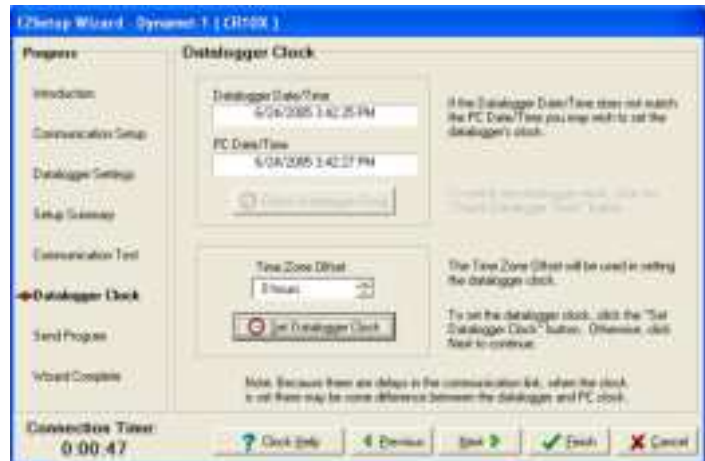 EZSetup Wizard - Dynamet-1 ( CR10X )
Progress
Introduction
Communication Setup
Datalogger Settings
Setup Summary
Communication Test
Datalogger Clock
Send Program
Wizard Complete
Connection Time:
0:00:47
Datalogger Clock
Datalogger Date/Time
6/24/2005 3:42:25 PM
PC Date/Time
6/24/2005 3:42:27 PM
If the Datalogger Date/Time does not match
the PC Date/Time you may wish to set the
datalogger's clock.
Time Zone Offset
0 hours
Set Datalogger Clock
The Time Zone Offset will be used in setting
the datalogger clock.
To set the datalogger clock, click the "Set
Datalogger Clock" button. Otherwise, click
Next to continue.
Note: Because there are delays in the communication link, when the clock
is set there may be some difference between the datalogger and PC clock.
Clock Help
Previous
Next
Finish
Cancel